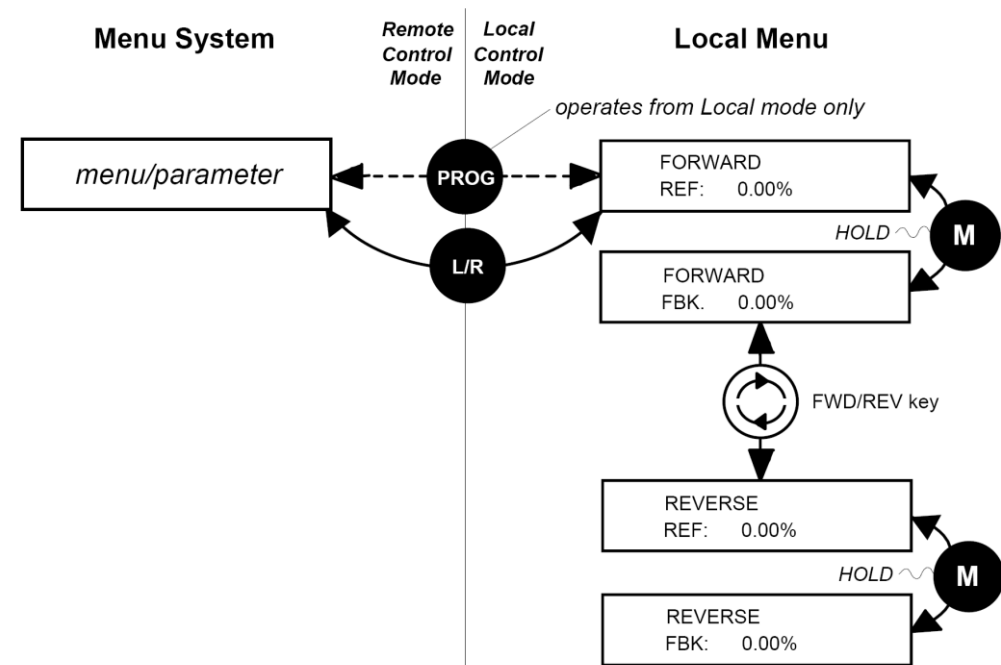 Menu System
Remote
Control
Mode
Local
Control
Mode
Local Menu
operates from Local mode only
menu/parameter
PROG
FORWARD
REF: 0.00%
HOLD
M
L/R
FORWARD
FBK. 0.00%
FWD/REV key
REVERSE
REF: 0.00%
HOLD
M
REVERSE
FBK: 0.00%